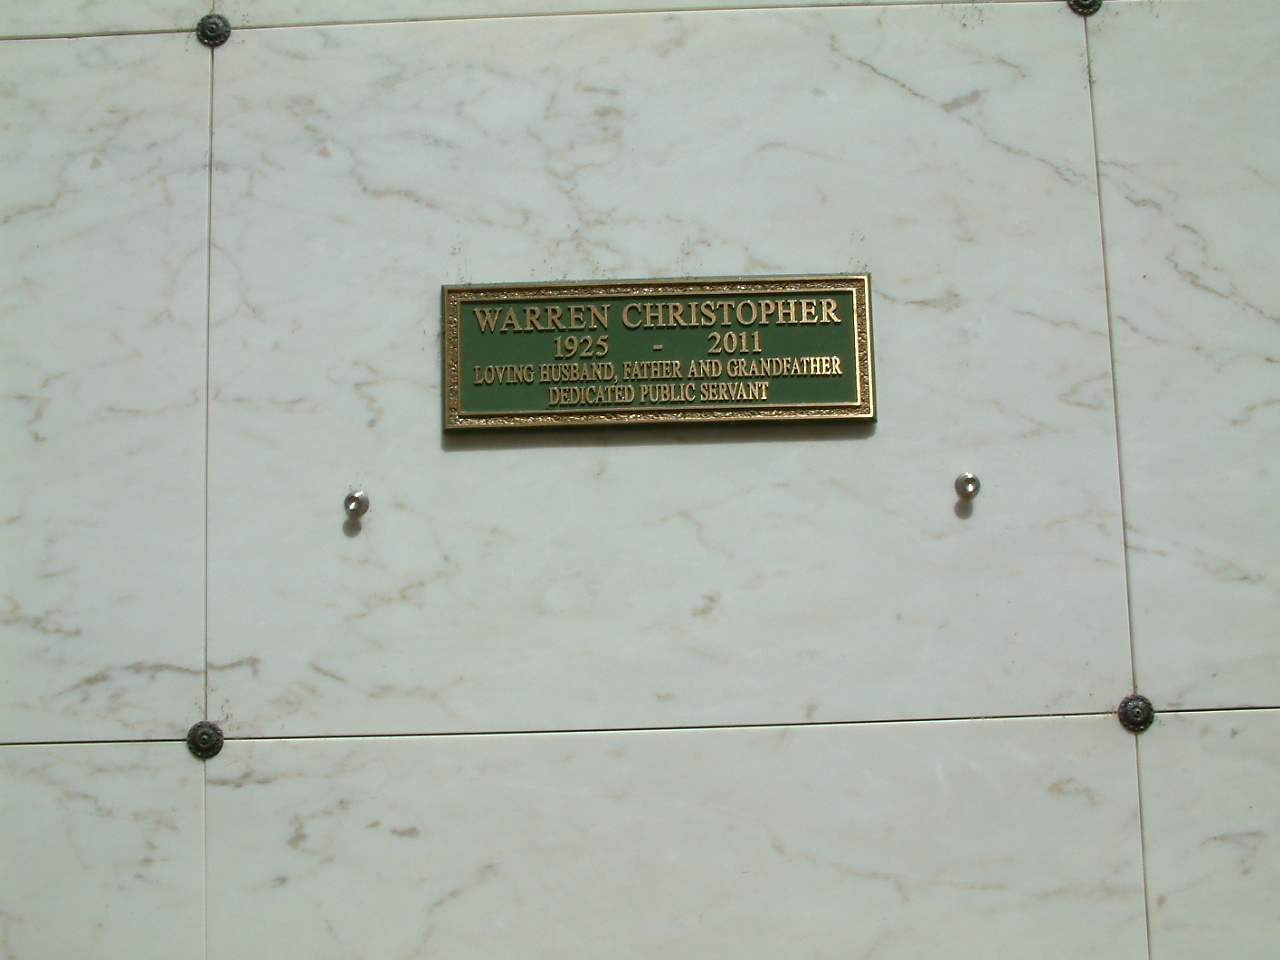 WARREN CHRISTOPHER
1925 - 2011
LOVING HUSBAND, FATHER AND GRANDFATHER
DEDICATED PUBLIC SERVANT